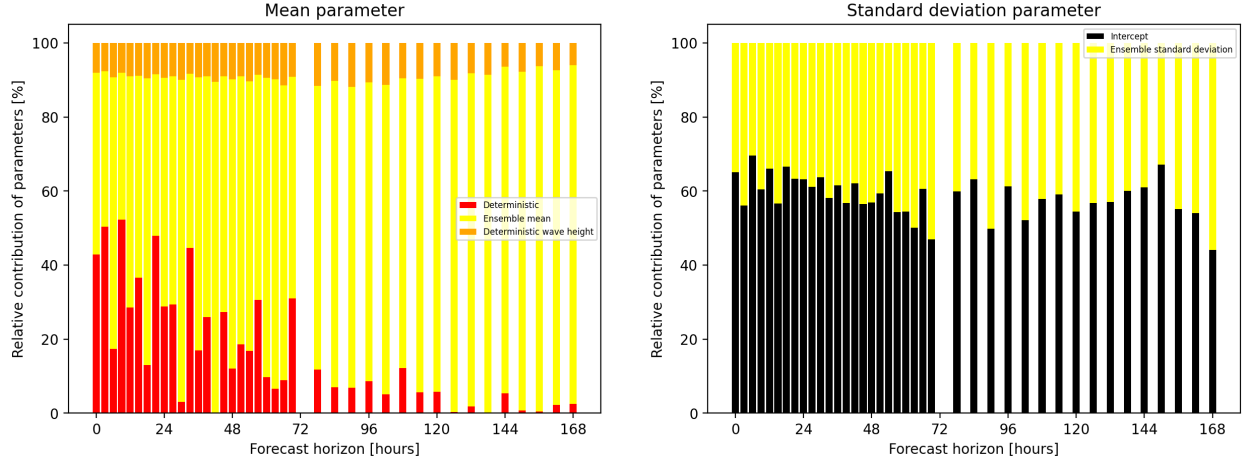 Mean parameter
Relative contribution of parameters [%]
100
80
60
40
20
0
Deterministic
Ensemble mean
Deterministic wave height
0 24 48 72 96 120 144 168
Forecast horizon [hours]
Standard deviation parameter
Relative contribution of parameters [%]
100
80
60
40
20
0
Intercept
Ensemble standard deviation
0 24 48 72 96 120 144 168
Forecast horizon [hours]